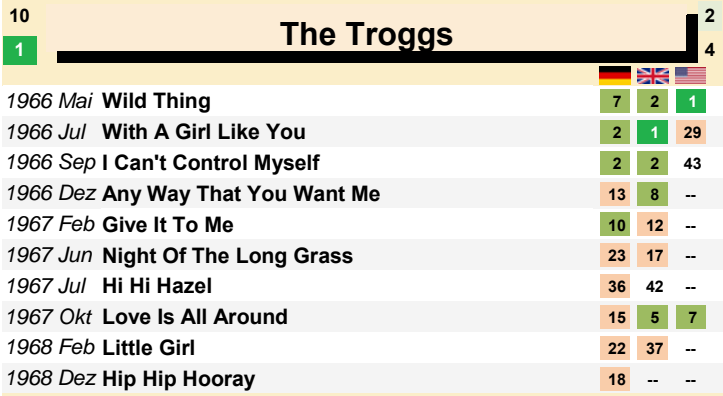 10 The Troggs 2
1 4
1966 Mai Wild Thing 7 2 1
1966 Jul With A Girl Like You 2 1 29
1966 Sep I Can't Control Myself 2 2 43
1966 Dez Any Way That You Want Me 13 8 --
1967 Feb Give It To Me 10 12 --
1967 Jun Night Of The Long Grass 23 17 --
1967 Jul Hi Hi Hazel 36 42 --
1967 Okt Love Is All Around 15 5 7
1968 Feb Little Girl 22 37 --
1968 Dez Hip Hip Hooray 18 -- --